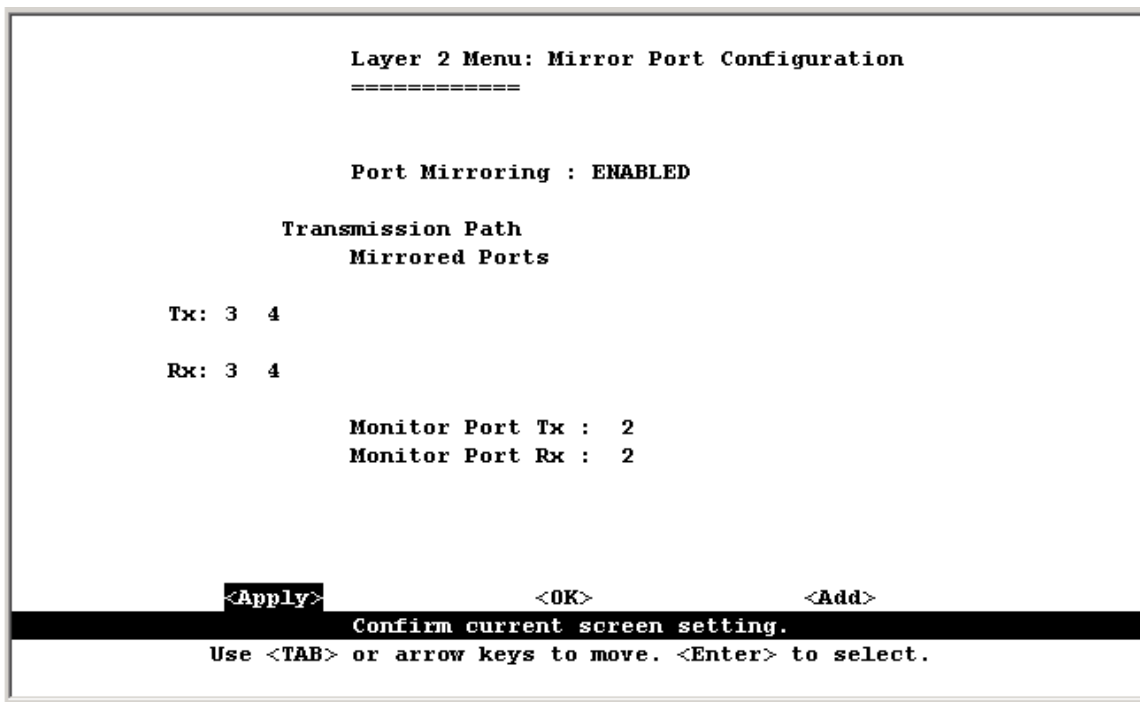 Layer 2 Menu: Mirror Port Configuration
============
Port Mirroring : ENABLED
Transmission Path
Mirrored Ports
Tx: 3 4
Rx: 3 4
Monitor Port Tx : 2
Monitor Port Rx : 2
<Apply> <OK> <Add>
Confirm current screen setting.
Use <TAB> or arrow keys to move. <Enter> to select.